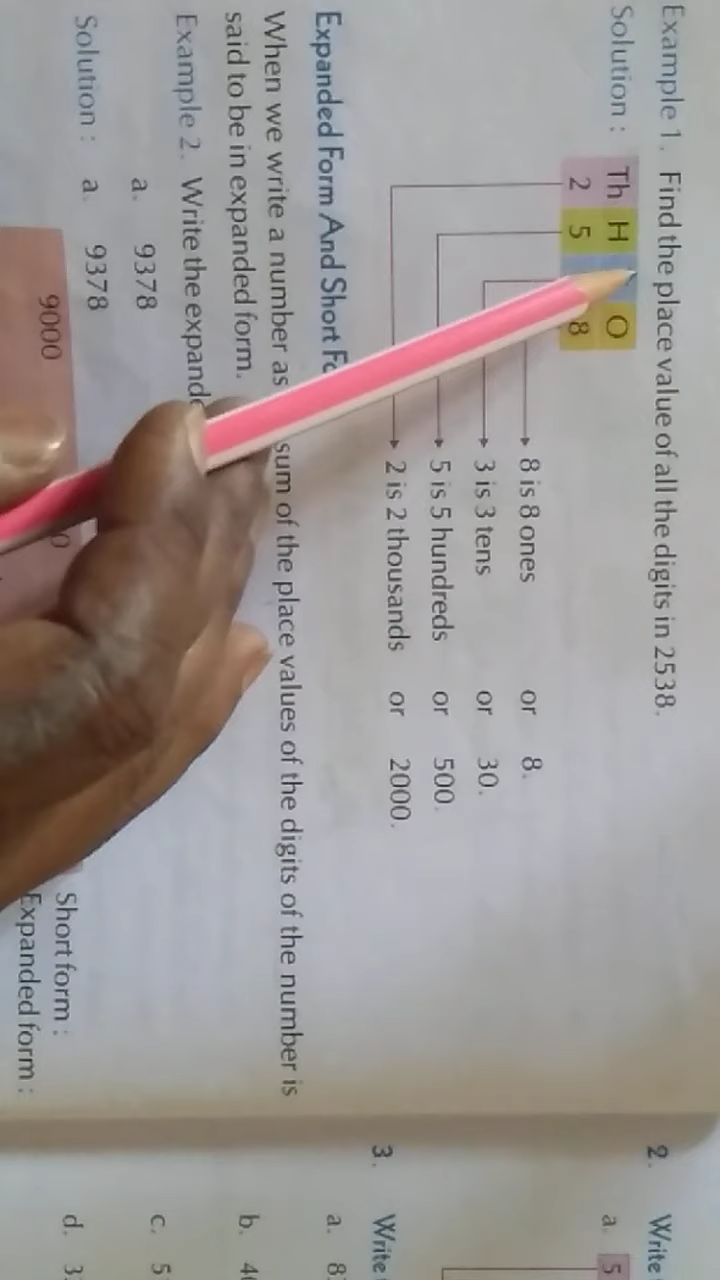 Example 1. Find the place value of all the digits in 2538.
Solution : Th H O
2 5 8
8 is 8 ones or 8.
3 is 3 tens or 30.
5 is 5 hundreds or 500.
2 is 2 thousands or 2000.
Expanded Form And Short
When we write a number as sum of the place values of the digits of the number is
said to be in expanded form.
Example 2. Write the
a. 9378
Solution : a. 9378
9000
Short form :
Expanded form :
2. Write
a. 5
3. Write
a. 8
b. 4
c. 5
d. 3